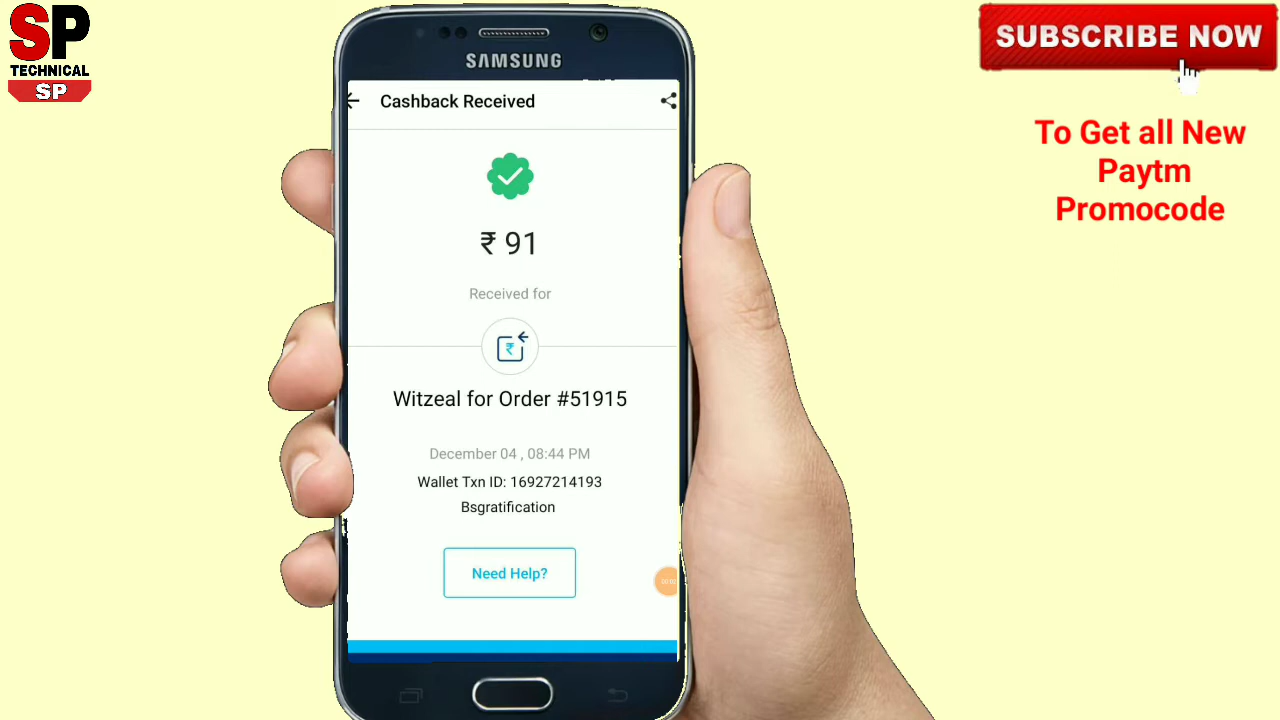 SP
TECHNICAL
SP
SAMSUNG
Cashback Received
₹ 91
Received for
₹
Witzeal for Order #51915
December 04 , 08:44 PM
Wallet Txn ID: 16927214193
Bsgratification
Need Help?
SUBSCRIBE NOW
To Get all New
Paytm
Promocode